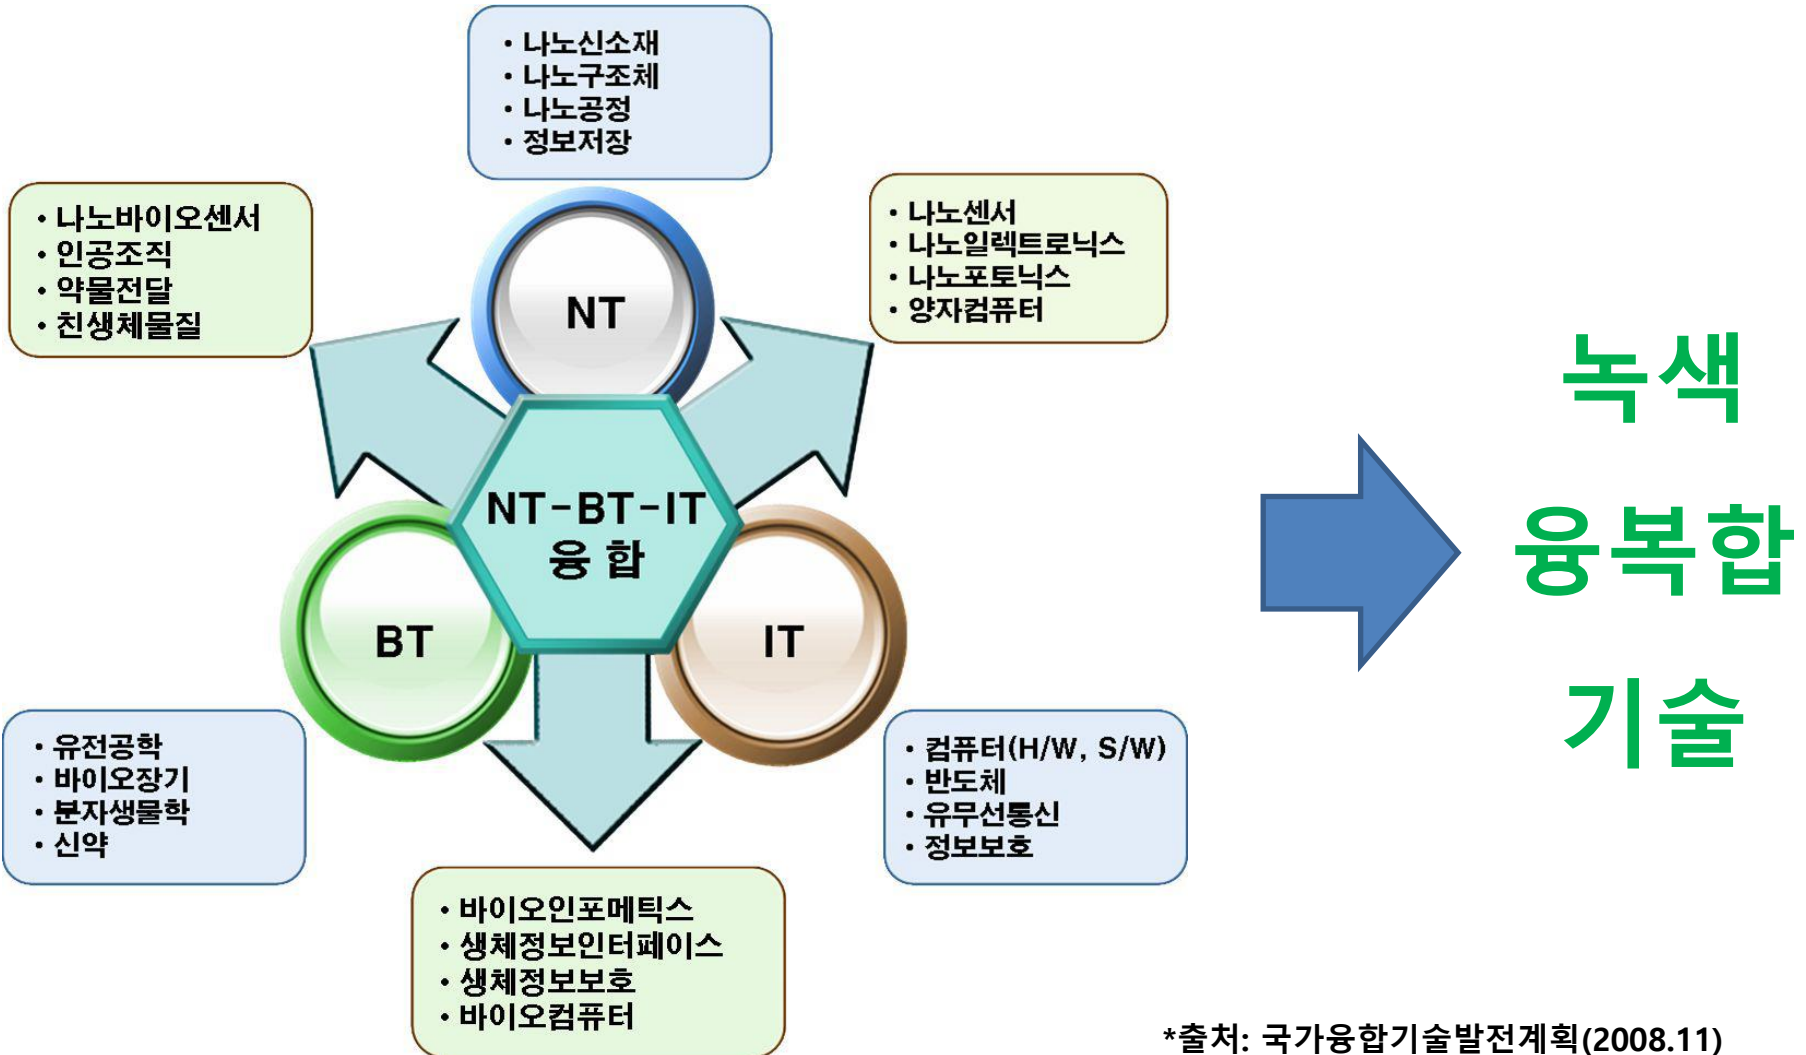 • 나노신소재
• 나노구조체
• 나노공정
• 정보저장
• 나노바이오센서
• 인공조직
• 약물전달
• 친생체물질
• 나노센서
• 나노일렉트로닉스
• 나노포토닉스
• 양자컴퓨터
NT
NT-BT-IT
융합
BT
IT
• 유전공학
• 바이오장기
• 분자생물학
• 신약
• 컴퓨터(H/W, S/W)
• 반도체
• 유무선통신
• 정보보호
• 바이오인포메틱스
• 생체정보인터페이스
• 생체정보보호
• 바이오컴퓨터
녹색
융복합
기술
*출처: 국가융합기술발전계획(2008.11)